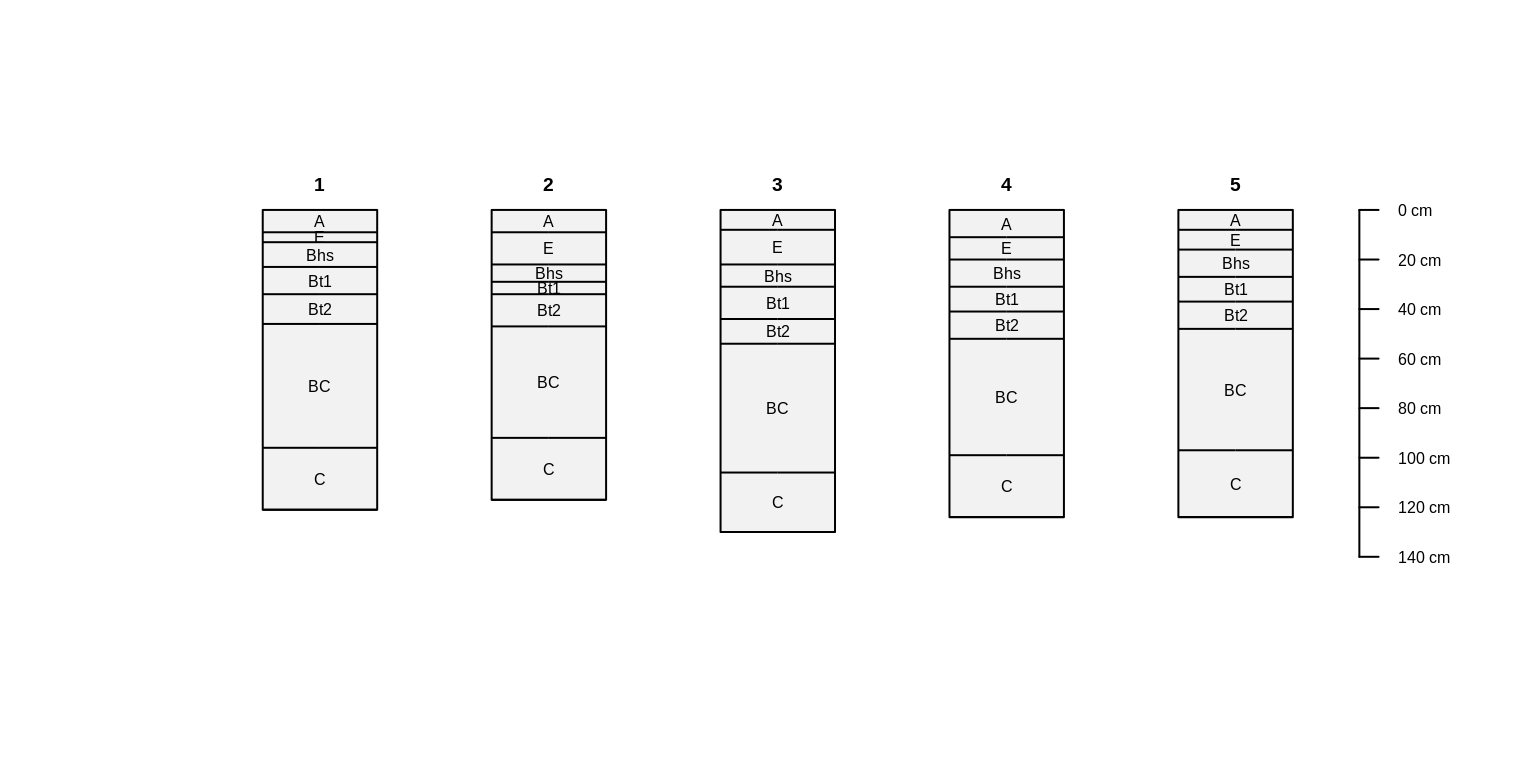 1 2 3 4 5
A A A A A 0 cm
E E E E E
Bhs Bhs Bhs Bhs Bhs 20 cm
Bt1 Bt1 Bt1 Bt1 Bt1
Bt2 Bt2 Bt2 Bt2 Bt2 40 cm
60 cm
BC BC BC BC BC 80 cm
100 cm
C C C C C
120 cm
140 cm